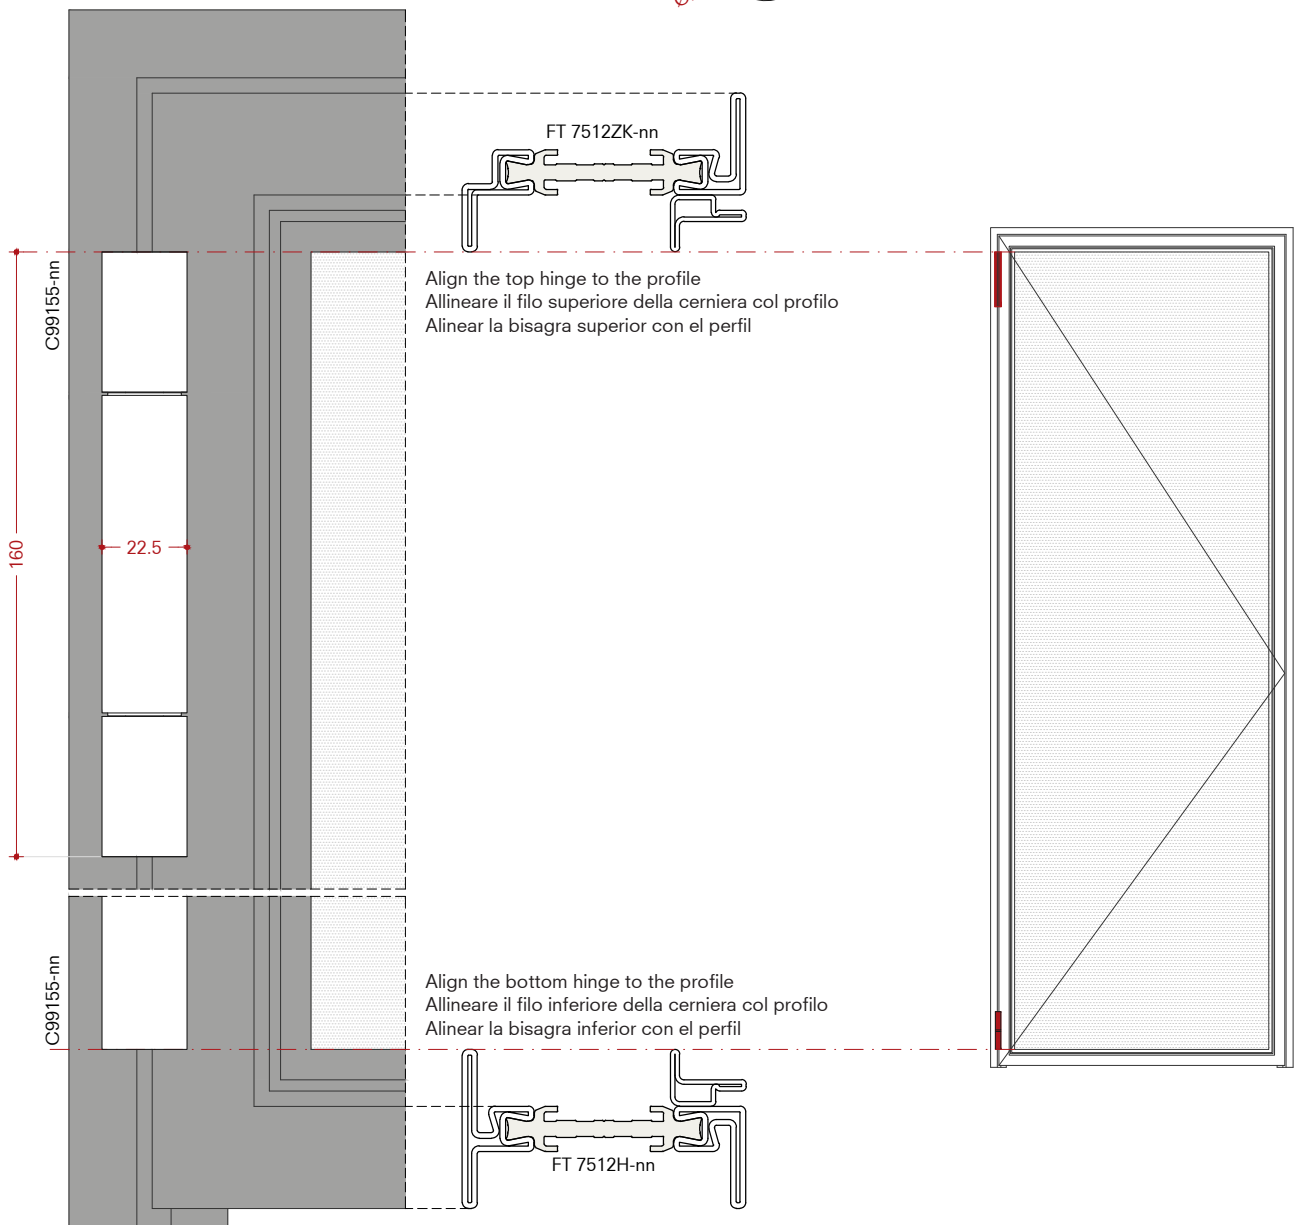 FT 7512ZK-nn
C99155-nn
Align the top hinge to the profile
Allineare il filo superiore della cerniera col profilo
Alinear la bisagra superior con el perfil
160
22.5
C99155-nn
Align the bottom hinge to the profile
Allineare il filo inferiore della cerniera col profilo
Alinear la bisagra inferior con el perfil
FT 7512H-nn